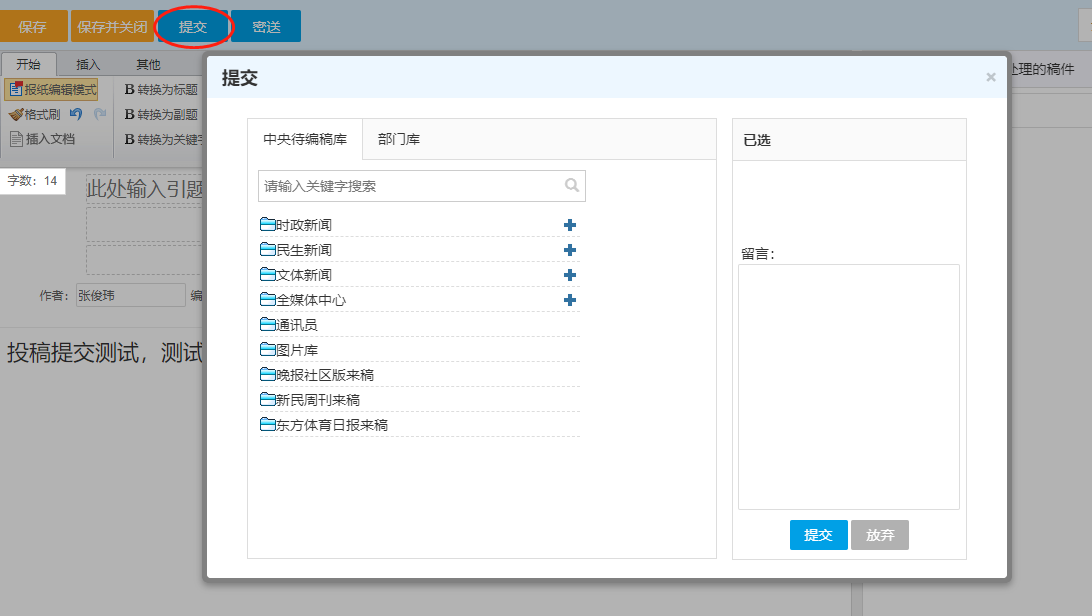 保存 保存并关闭 提交 密送
开始 插入 其他
报纸编辑模式 B 转换为标题
格式刷 B 转换为副题
插入文档 B 转换为关键字
字数：14
此处输入引题
作者： 张俊玮 编
投稿提交测试，测试
处理的稿件
提交 ×
中央待编稿库 部门库
请输入关键字搜索
时政新闻
民生新闻
文体新闻
全媒体中心
通讯员
图片库
晚报社区版来稿
新民周刊来稿
东方体育日报来稿
已选
留言：
提交 放弃